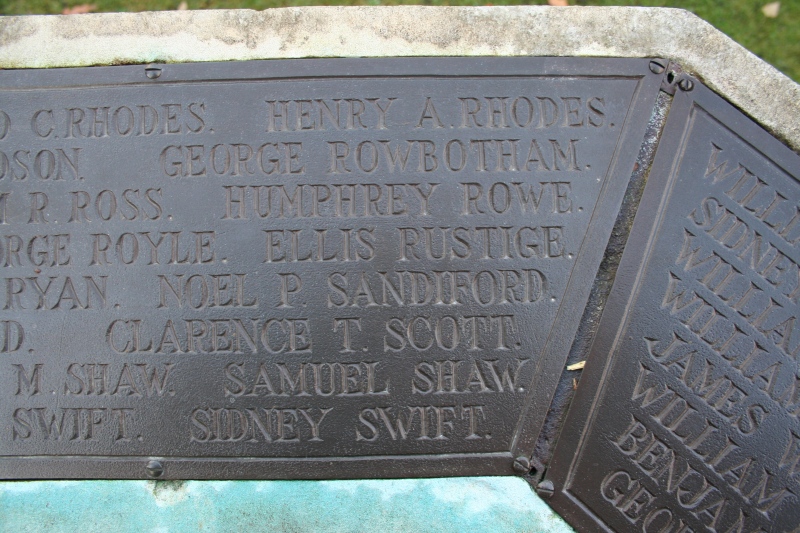 C. RHODES. HENRY A. RHODES.
GEORGE ROWBOTHAM.
R. ROSS. HUMPHREY ROWE.
ROYLE. ELLIS RUSTIGE.
RYAN. NOEL P. SANDIFORD.
D. CLARENCE T. SCOTT.
M. SHAW. SAMUEL SHAW.
SWIFT. SIDNEY SWIFT.
SIDNEY
JAMES W
WILLIAM